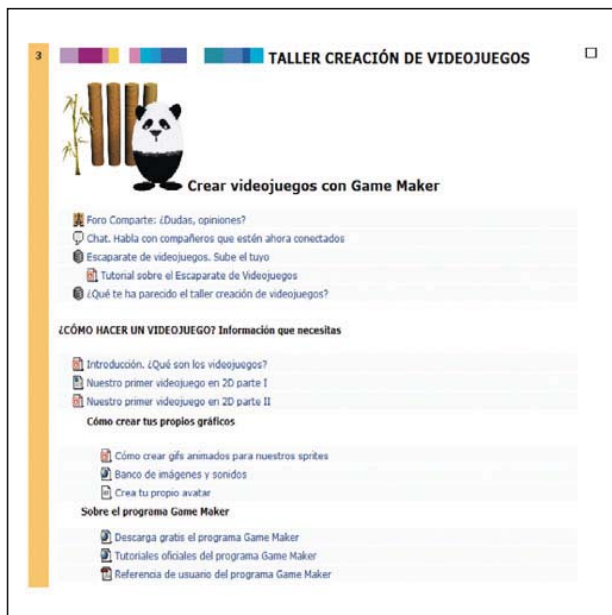 3
TALLER CREACIÓN DE VIDEOJUEGOS
Crear videojuegos con Game Maker
Foro Comparte: ¿Dudas, opiniones?
Chat. Habla con compañeros que estén ahora conectados
Escaparate de videojuegos. Sube el tuyo
Tutorial sobre el Escaparate de Videojuegos
¿Qué te ha parecido el taller creación de videojuegos?
¿CÓMO HACER UN VIDEOJUEGO? Información que necesitas
Introducción. ¿Qué son los videojuegos?
Nuestro primer videojuego en 2D parte I
Nuestro primer videojuego en 2D parte II
Cómo crear tus propios gráficos
Cómo crear gifs animados para nuestros sprites
Banco de imágenes y sonidos
Crea tu propio avatar
Sobre el programa Game Maker
Descarga gratis el programa Game Maker
Tutoriales oficiales del programa Game Maker
Referencia de usuario del programa Game Maker